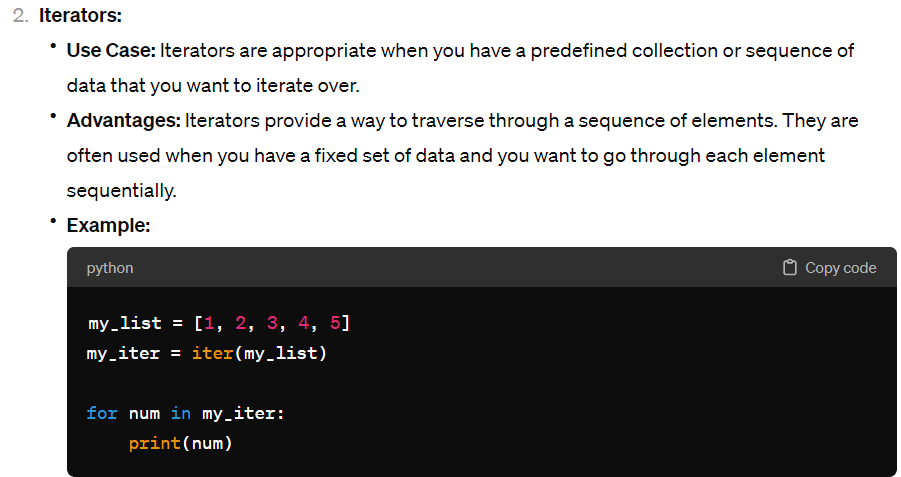 2. Iterators:
• Use Case: Iterators are appropriate when you have a predefined collection or sequence of
data that you want to iterate over.
• Advantages: Iterators provide a way to traverse through a sequence of elements. They are
often used when you have a fixed set of data and you want to go through each element
sequentially.
• Example:
python Copy code
my_list = [1, 2, 3, 4, 5]
my_iter = iter(my_list)
for num in my_iter:
    print(num)